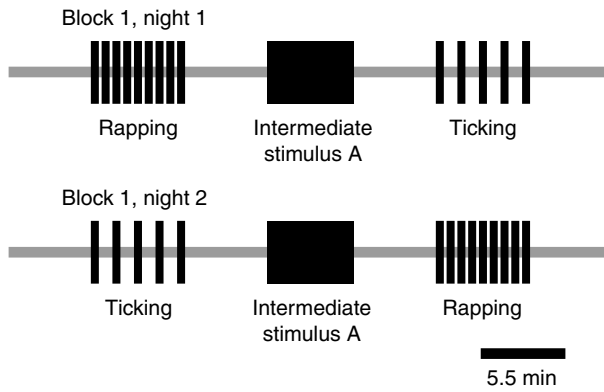 Block 1, night 1
Rapping
Intermediate
stimulus A
Ticking
Block 1, night 2
Ticking
Intermediate
stimulus A
Rapping
5.5 min